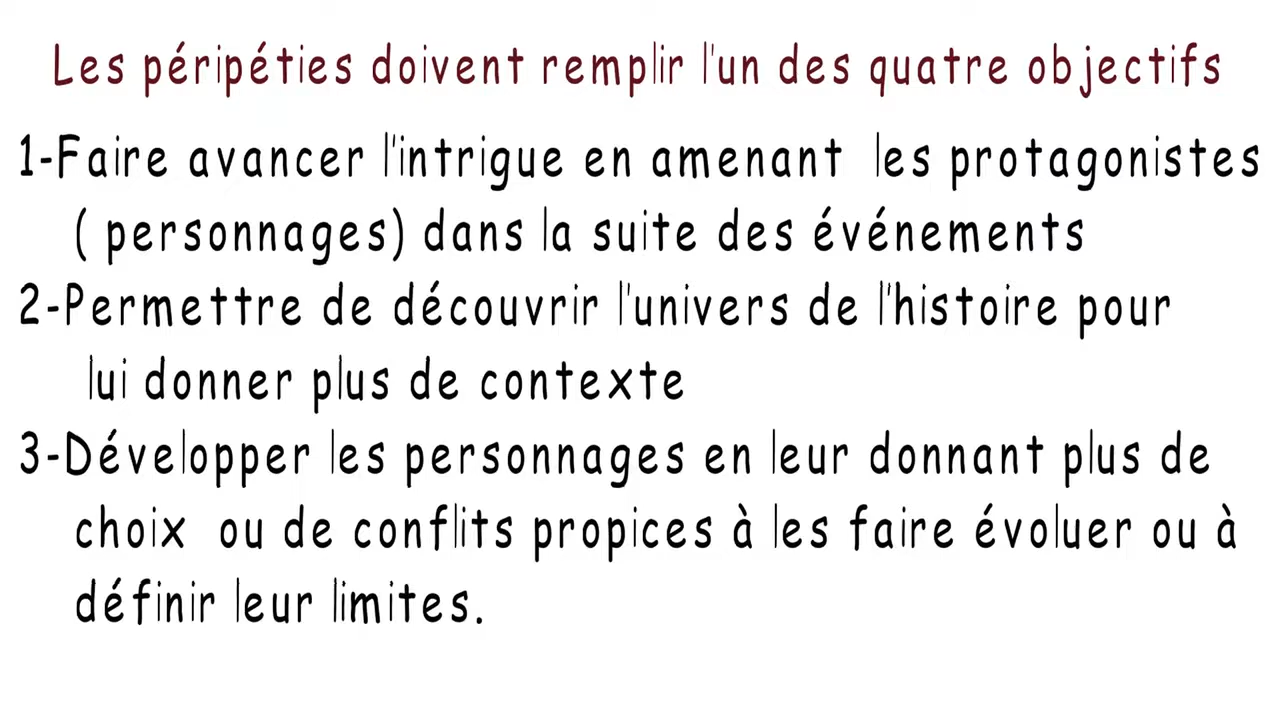 Les péripéties doivent remplir l'un des quatre objectifs
1-Faire avancer l'intrigue en amenant les protagonistes
( personnages) dans la suite des événements
2-Permettre de découvrir l'univers de l'histoire pour
lui donner plus de contexte
3-Développer les personnages en leur donnant plus de
choix ou de conflits propices à les faire évoluer ou à
définir leur limites.